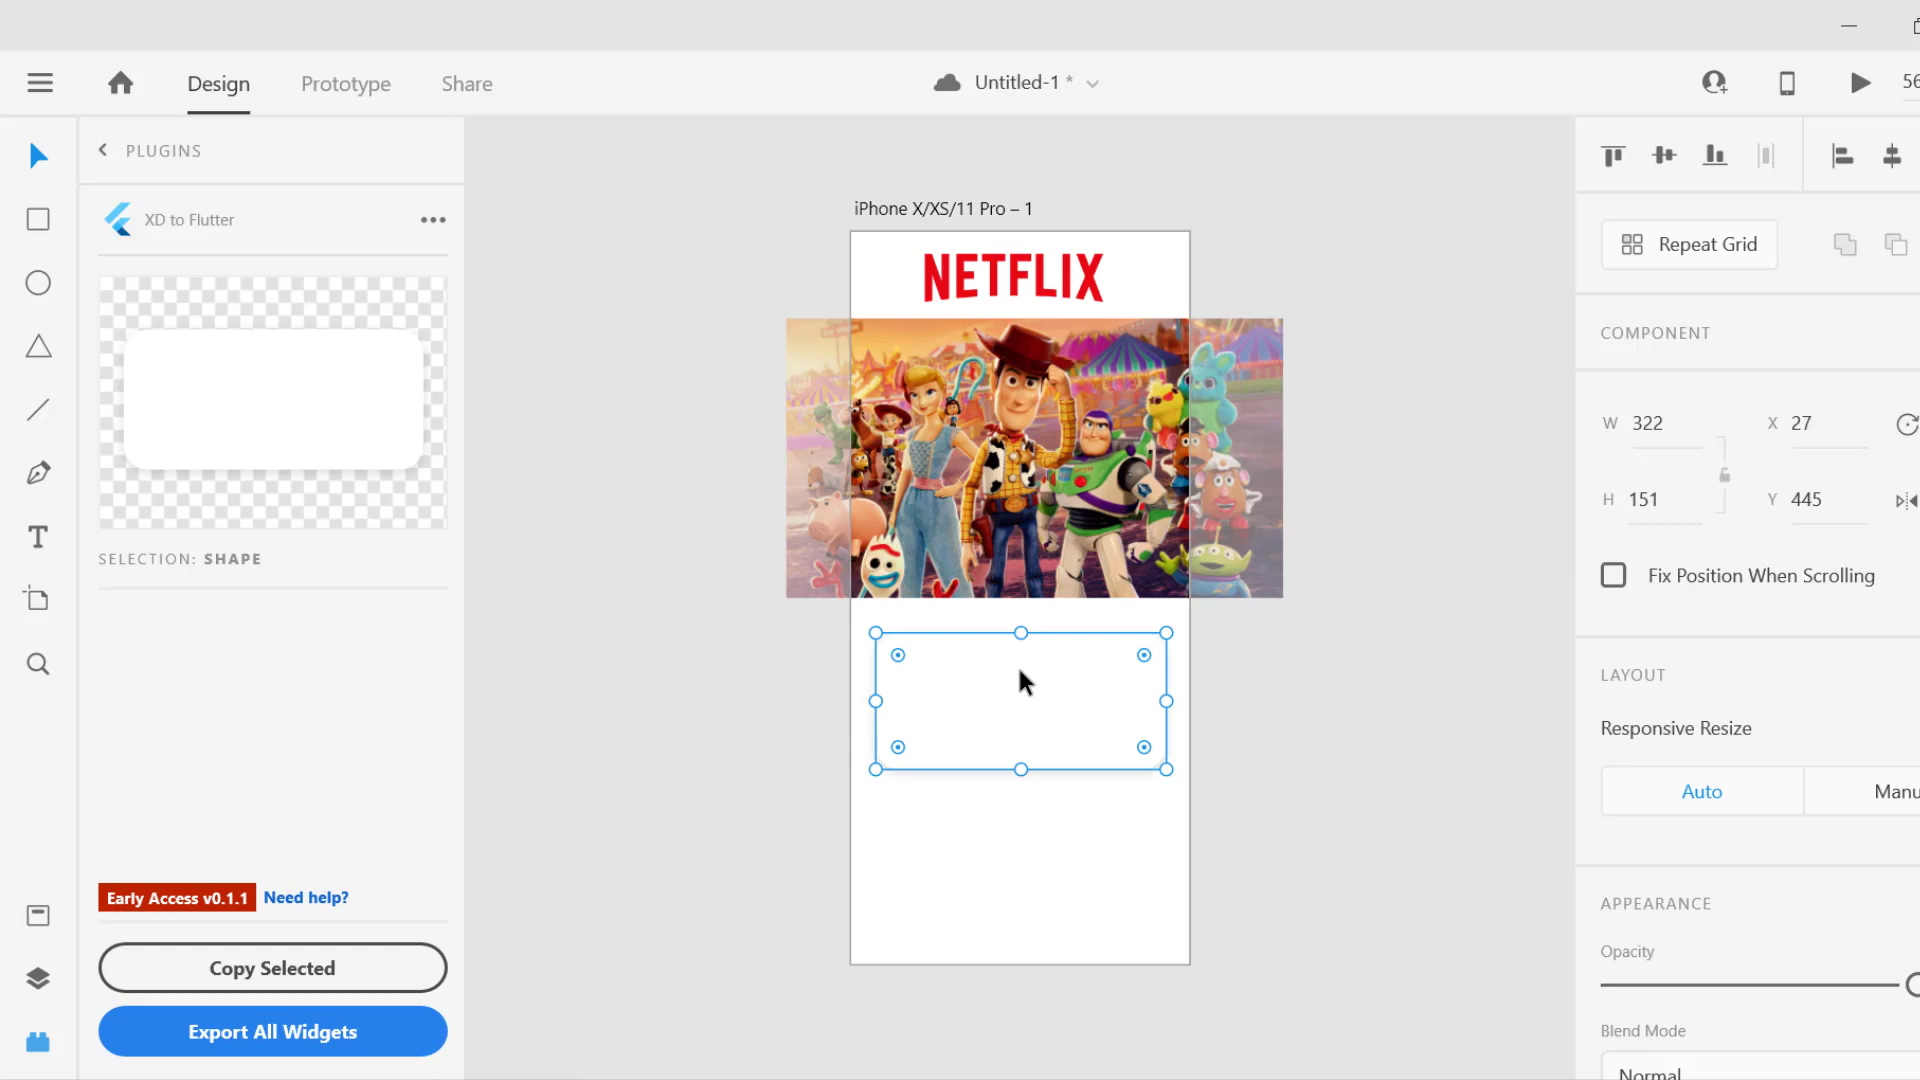 Design
Prototype
Share
Untitled-1 *
56
PLUGINS
XD to Flutter
SELECTION: SHAPE
Early Access v0.1.1
Need help?
Copy Selected
Export All Widgets
iPhone X/XS/11 Pro – 1
NETFLIX
Repeat Grid
COMPONENT
W 322
X 27
H 151
Y 445
Fix Position When Scrolling
LAYOUT
Responsive Resize
Auto
Manu
APPEARANCE
Opacity
Blend Mode
Normal